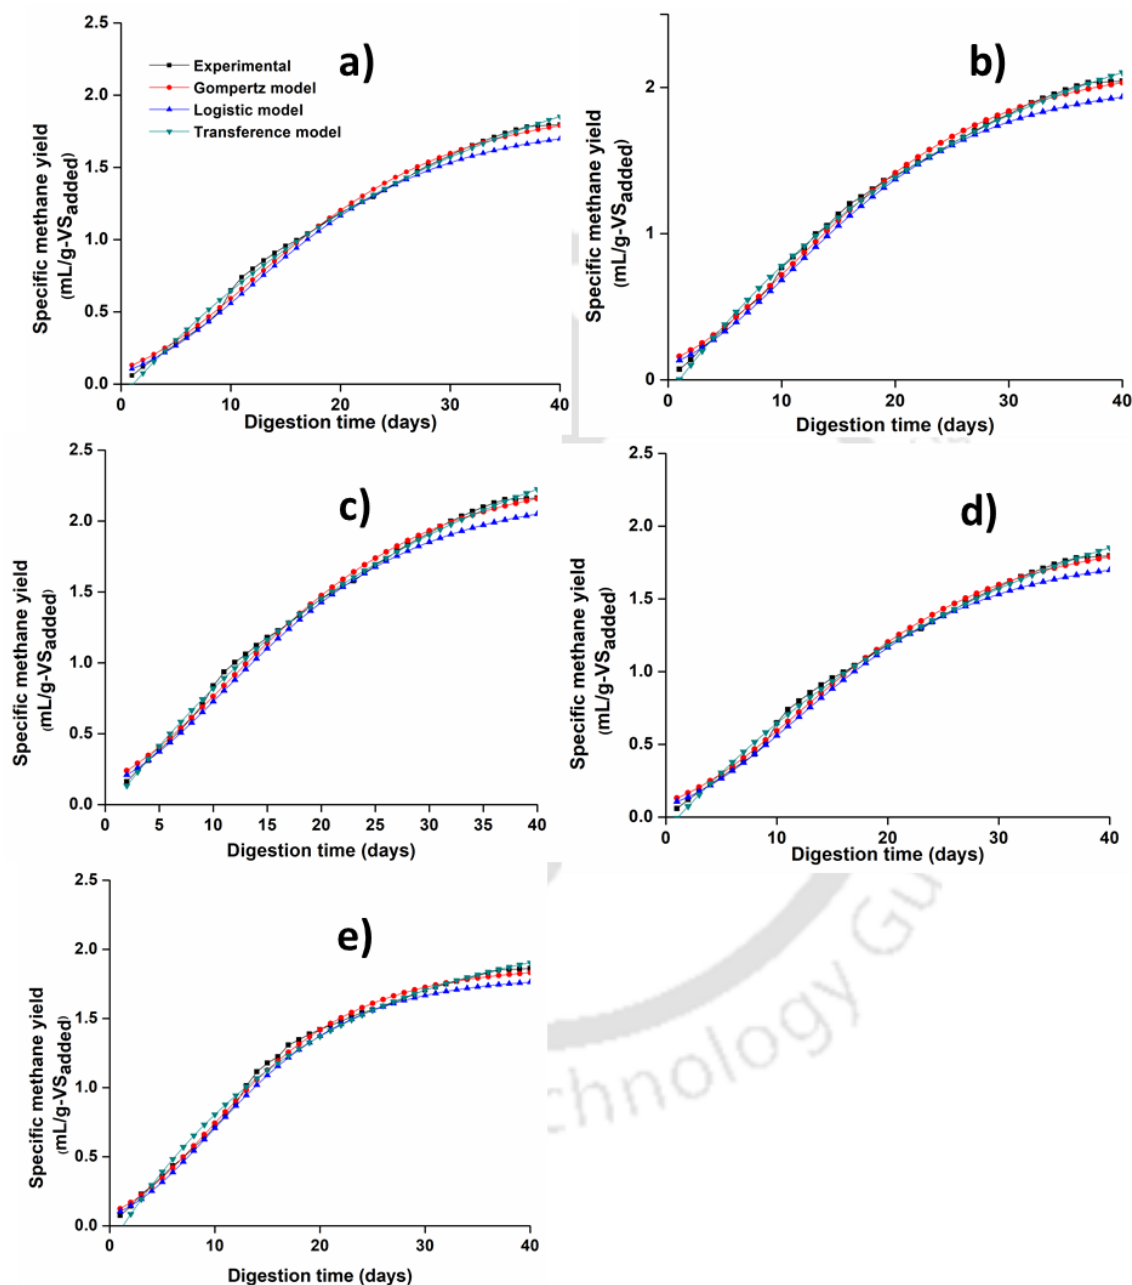 2.5
2.0
1.5
1.0
0.5
0.0
Specific methane yield
(mL/g-VSadded)
Experimental
Gompertz model
Logistic model
Transference model
a)
0 10 20 30 40
Digestion time (days)
2
1
0
Specific methane yield
(mL/g-VSadded)
b)
0 10 20 30 40
Digestion time (days)
2.5
2.0
1.5
1.0
0.5
0.0
Specific methane yield
(mL/g-VSadded)
c)
0 5 10 15 20 25 30 35 40
Digestion time (days)
2.5
2.0
1.5
1.0
0.5
0.0
Specific methane yield
(mL/g-VSadded)
d)
0 10 20 30 40
Digestion time (days)
2.5
2.0
1.5
1.0
0.5
0.0
Specific methane yield
(mL/g-VSadded)
e)
0 10 20 30 40
Digestion time (days)
chnology Gu